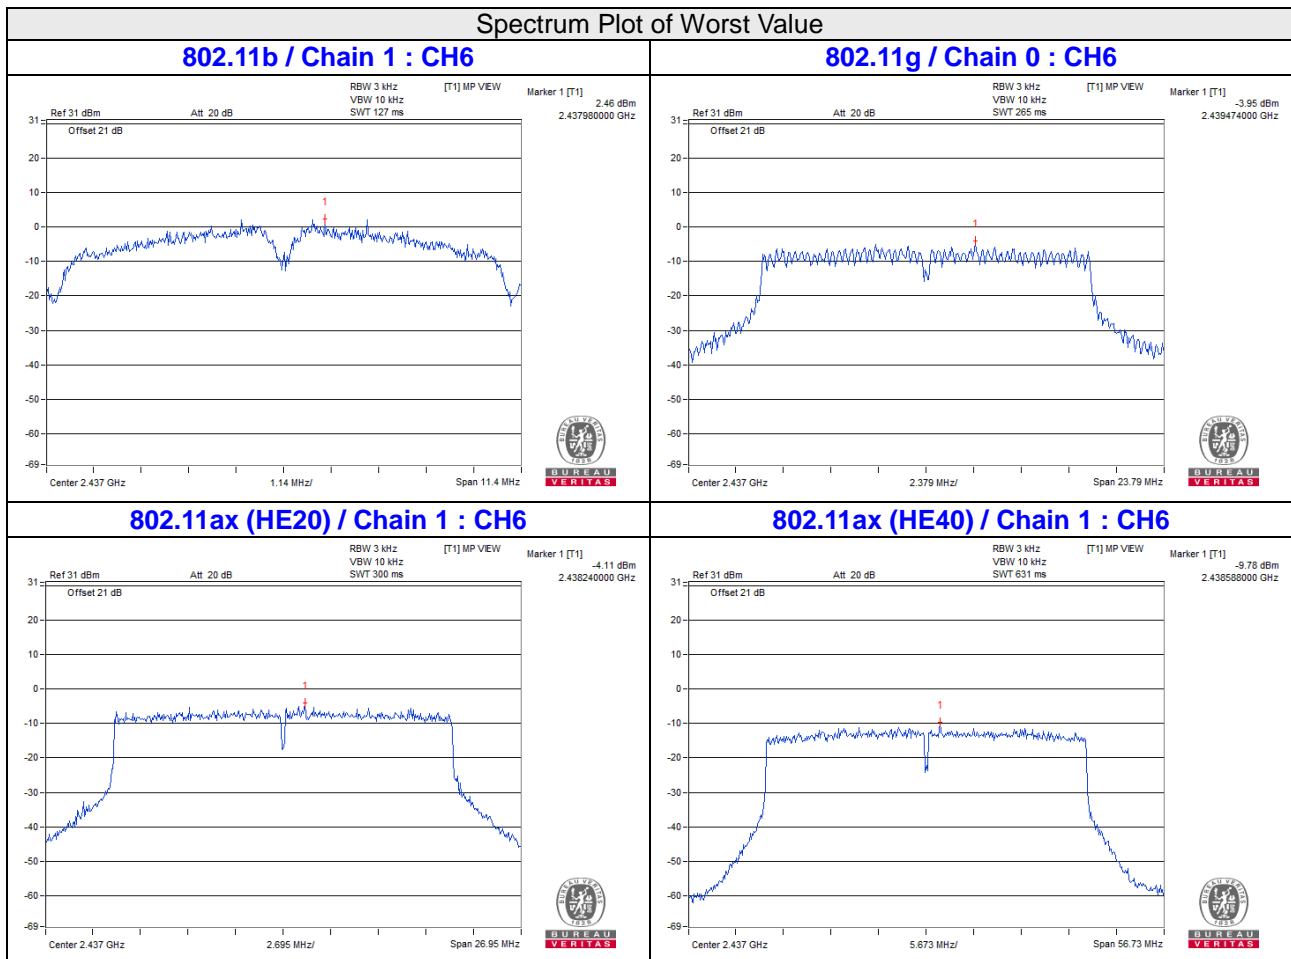 Spectrum Plot of Worst Value
802.11b / Chain 1 : CH6
RBW 3 kHz
[T1] MP VIEW
Marker 1 [T1]
VBW 10 kHz
2.46 dBm
Ref 31 dBm
Att 20 dB
SWT 127 ms
2.437980000 GHz
31
Offset 21 dB
20
10
1
0
-10
-20
-30
-40
-50
-60
-69
Center 2.437 GHz
1.14 MHz/
Span 11.4 MHz
BUREAU VERITAS
1828
BUREAU
VERITAS
802.11g / Chain 0 : CH6
RBW 3 kHz
[T1] MP VIEW
Marker 1 [T1]
VBW 10 kHz
-3.95 dBm
Ref 31 dBm
Att 20 dB
SWT 265 ms
2.439474000 GHz
31
Offset 21 dB
20
10
1
0
-10
-20
-30
-40
-50
-60
-69
Center 2.437 GHz
2.379 MHz/
Span 23.79 MHz
BUREAU VERITAS
1828
BUREAU
VERITAS
802.11ax (HE20) / Chain 1 : CH6
RBW 3 kHz
[T1] MP VIEW
Marker 1 [T1]
VBW 10 kHz
-4.11 dBm
Ref 31 dBm
Att 20 dB
SWT 300 ms
2.438240000 GHz
31
Offset 21 dB
20
10
1
0
-10
-20
-30
-40
-50
-60
-69
Center 2.437 GHz
2.695 MHz/
Span 26.95 MHz
BUREAU VERITAS
1828
BUREAU
VERITAS
802.11ax (HE40) / Chain 1 : CH6
RBW 3 kHz
[T1] MP VIEW
Marker 1 [T1]
VBW 10 kHz
-9.78 dBm
Ref 31 dBm
Att 20 dB
SWT 631 ms
2.438588000 GHz
31
Offset 21 dB
20
10
0
1
-10
-20
-30
-40
-50
-60
-69
Center 2.437 GHz
5.673 MHz/
Span 56.73 MHz
BUREAU VERITAS
1828
BUREAU
VERITAS